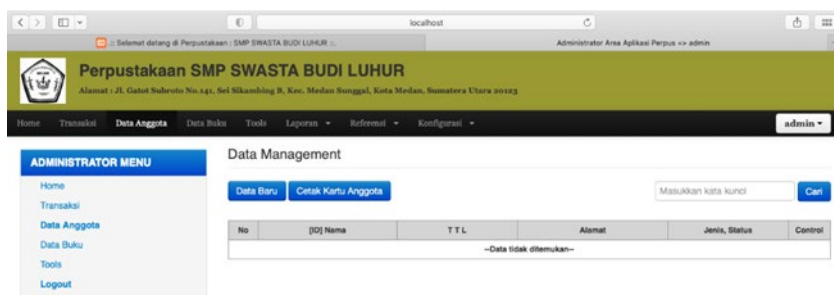 localhost
.: Selamat datang di Perpustakaan : SMP SWASTA BUDI LUHUR :.
Administrator Area Aplikasi Perpus => admin
Perpustakaan SMP SWASTA BUDI LUHUR
Alamat : Jl. Gatot Subroto No.141, Sei Sikambing B, Kec. Medan Sunggal, Kota Medan, Sumatera Utara 20123
Home Transaksi Data Anggota Data Buku Tools Laporan Referensi Konfigurasi admin
ADMINISTRATOR MENU
Home
Transaksi
Data Anggota
Data Buku
Tools
Logout
Data Management
Data Baru Cetak Kartu Anggota Masukkan kata kunci Cari
No [ID] Nama T T L Alamat Jenis, Status Control
--Data tidak ditemukan--